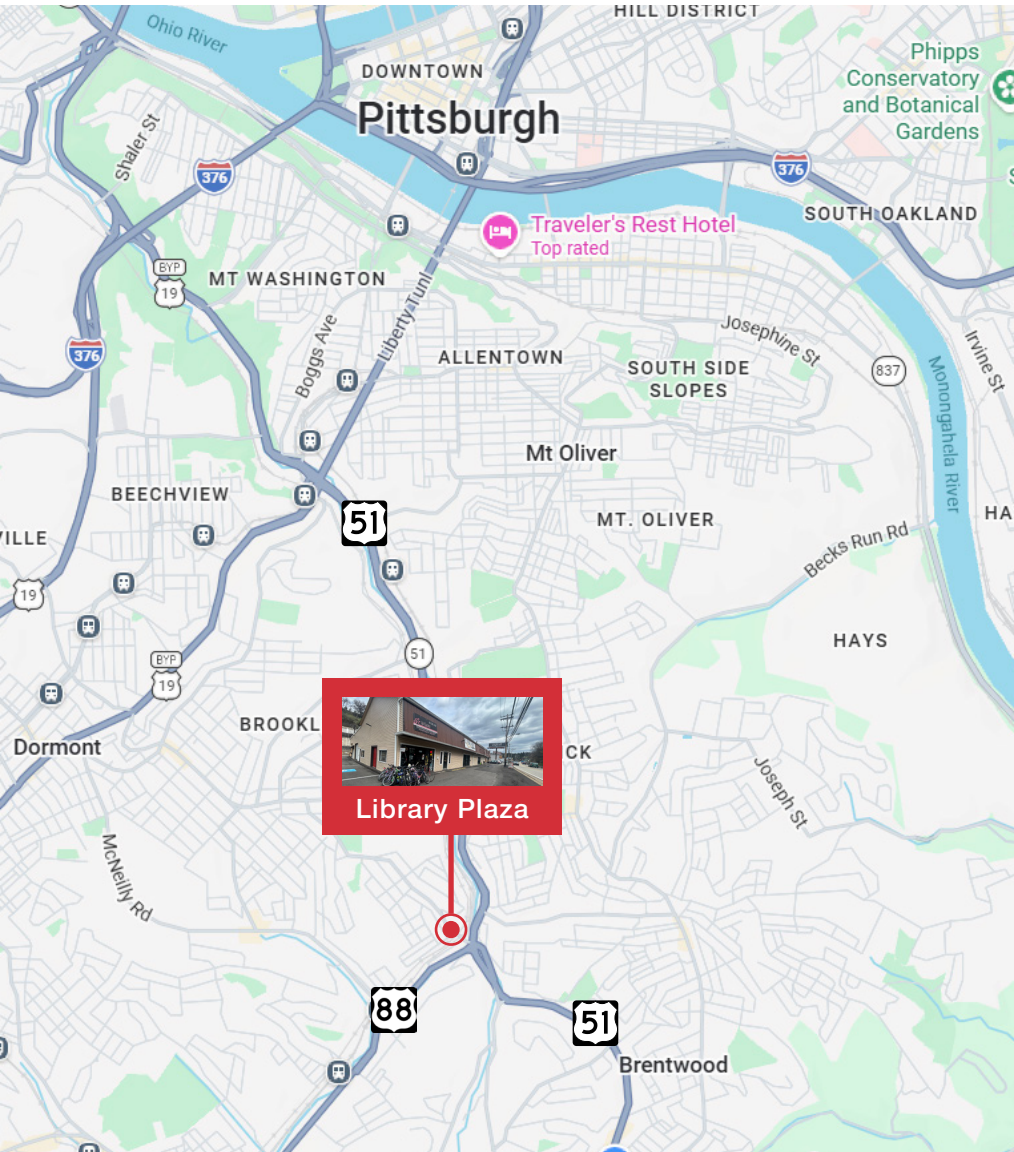 HILL DISTRICT
Ohio River
Phipps
Conservatory
and Botanical
Gardens
DOWNTOWN
Pittsburgh
Shaler St
376
376
S
SOUTH OAKLAND
Traveler's Rest Hotel
Top rated
BYP
19
MT WASHINGTON
Liberty Tunl
Boggs Ave
Josephine St
Irvine St
376
ALLENTOWN
SOUTH SIDE
SLOPES
837
Monongahela River
Mt Oliver
BEECHVIEW
51
MT. OLIVER
HA
VILLE
Becks Run Rd
19
51
HAYS
BYP
19
BROOKL
Dormont
CK
Library Plaza
Joseph St
McNeilly Rd
88
51
Brentwood